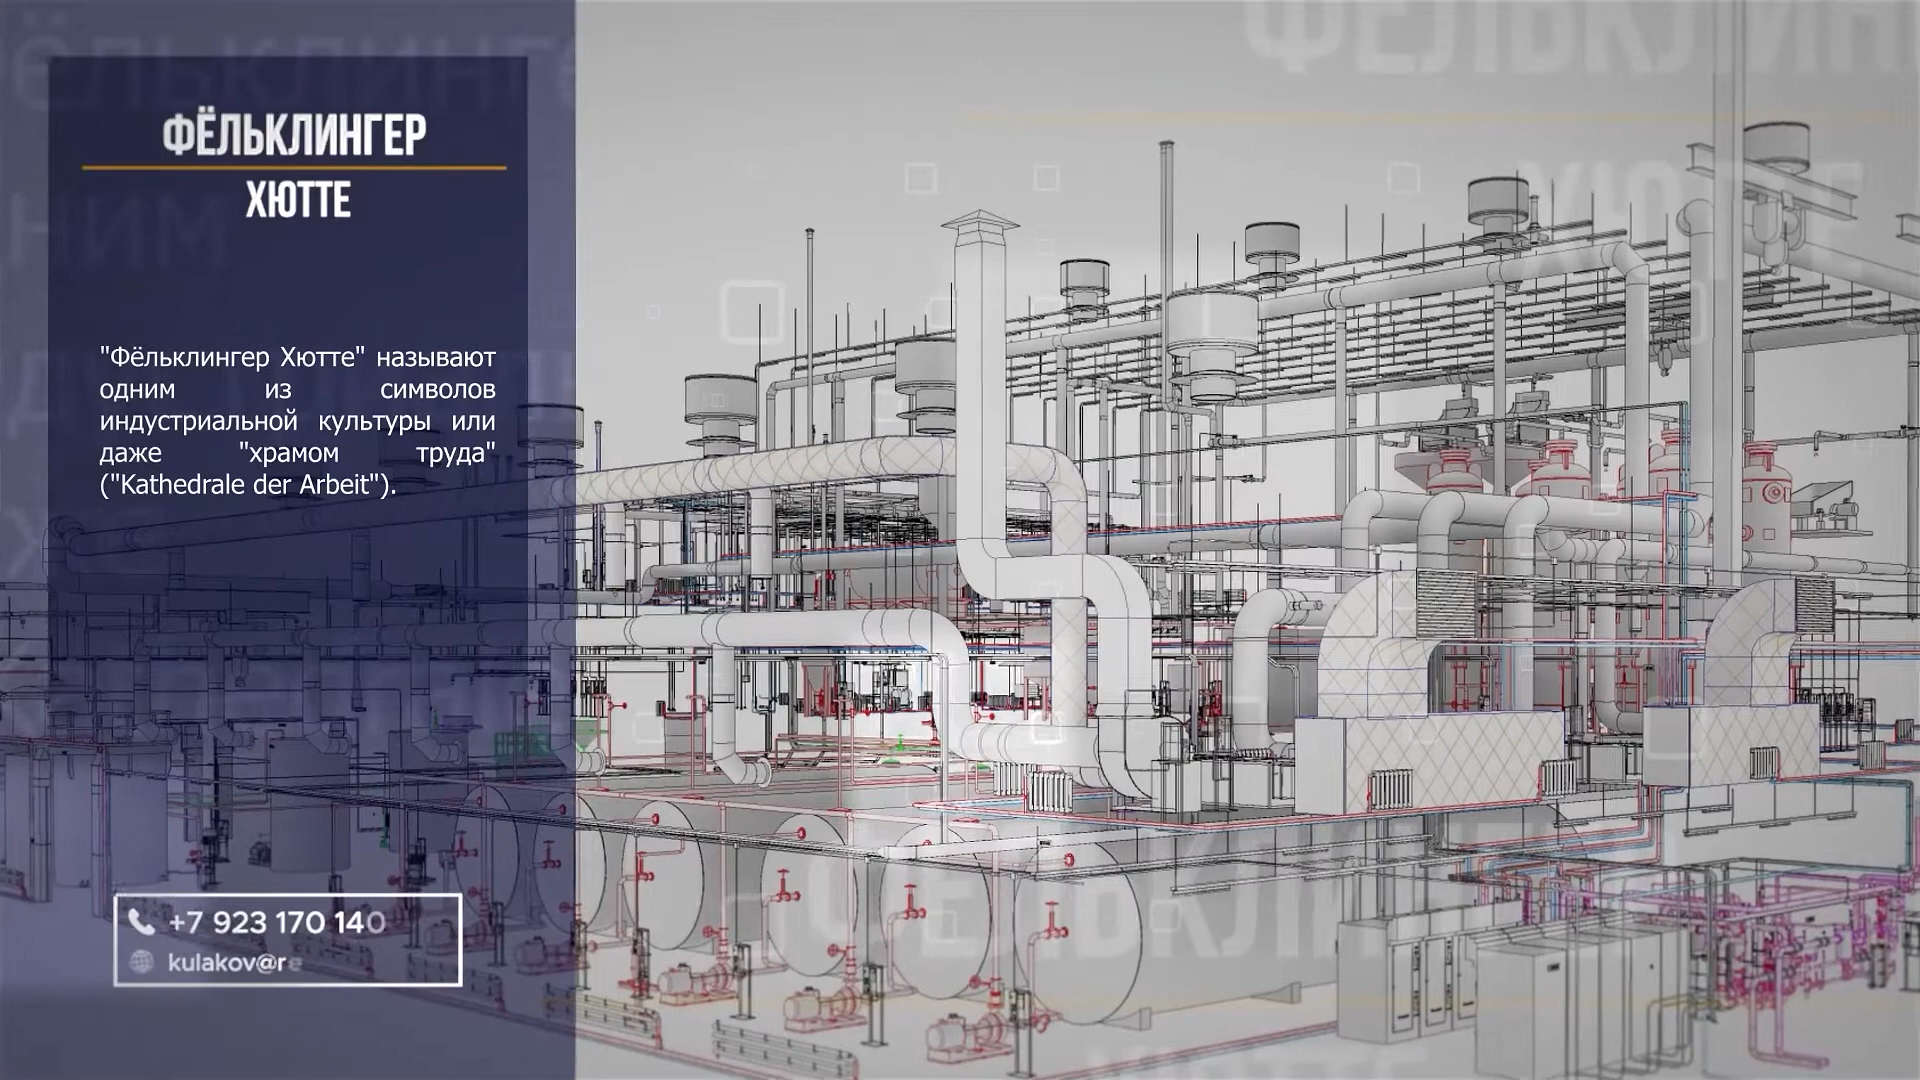 ФЁЛЬКЛИНГЕР
ХЮТТЕ
"Фёльклингер Хютте" называют
одним из символов
индустриальной культуры или
даже "храмом труда"
("Kathedrale der Arbeit").
+7 923 170 140
kulakov@re